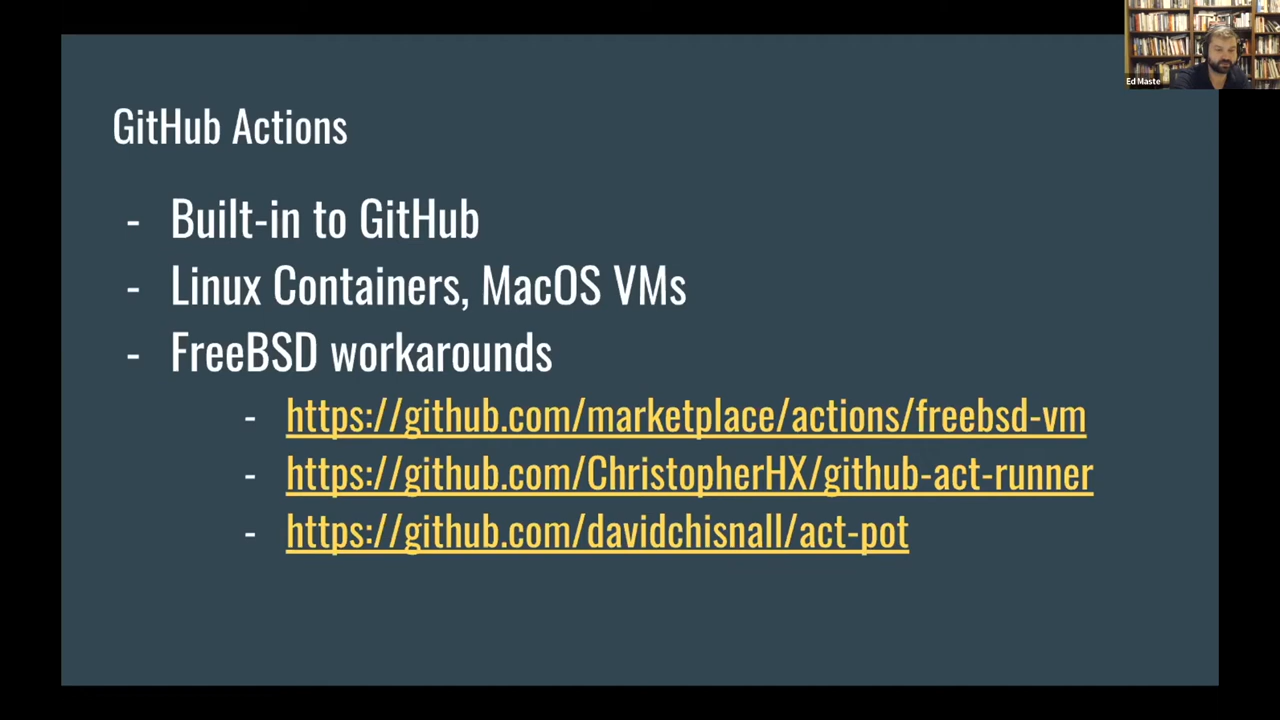 Ed Maste
GitHub Actions
- Built-in to GitHub
- Linux Containers, MacOS VMs
- FreeBSD workarounds
- https://github.com/marketplace/actions/freebsd-vm
- https://github.com/ChristopherHX/github-act-runner
- https://github.com/davidchisnall/act-pot